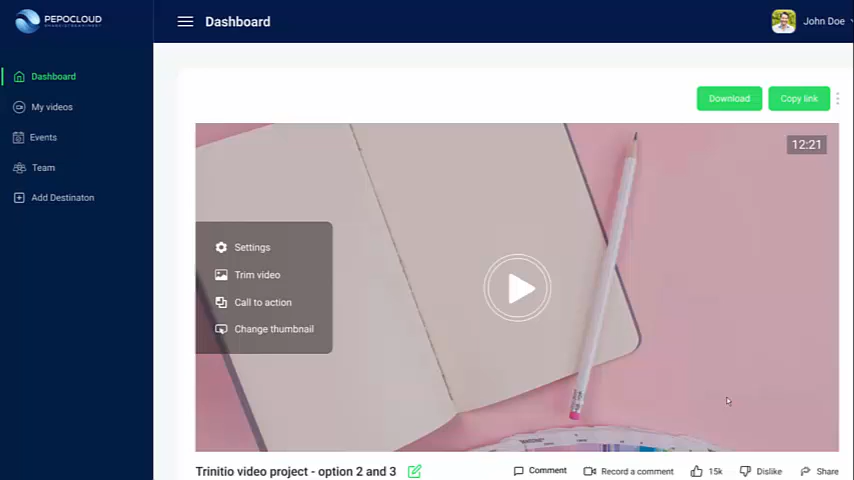 PEPOCLOUD
Dashboard
John Doe
Dashboard
My videos
Events
Team
Add Destinaton
Download
Copy link
12:21
Settings
Trim video
Call to action
Change thumbnail
Trinitio video project - option 2 and 3
Comment
Record a comment
15k
Dislike
Share